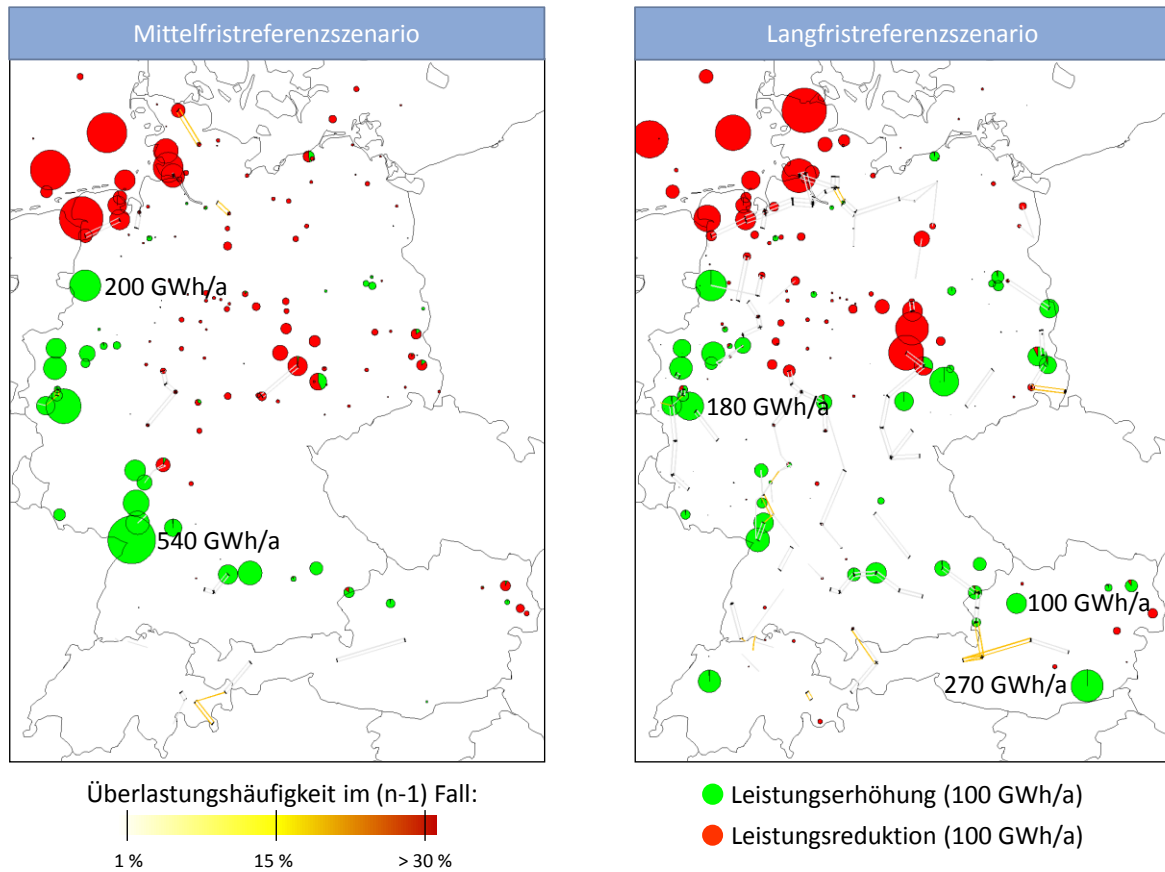 Mittelfristreferenzszenario
Langfristreferenzszenario
200 GWh/a
540 GWh/a
180 GWh/a
100 GWh/a
270 GWh/a
Überlastungshäufigkeit im (n-1) Fall:
1 %
15 %
> 30 %
Leistungserhöhung (100 GWh/a)
Leistungsreduktion (100 GWh/a)